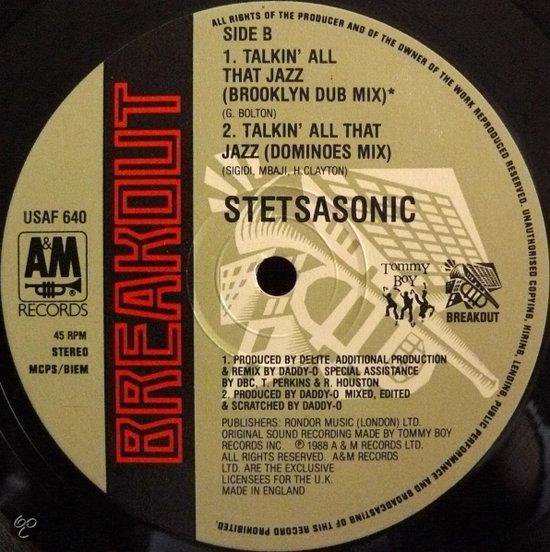 ALL RIGHTS OF THE PRODUCER AND OF THE OWNER OF THE WORK REPRODUCED RESERVED. UNAUTHORISED COPYING, HIRING, LENDING, PUBLIC PERFORMANCE AND BROADCASTING OF THIS RECORD PROHIBITED.
SIDE B
1. TALKIN' ALL
THAT JAZZ
(BROOKLYN DUB MIX)*
(G. BOLTON)
2. TALKIN' ALL THAT
JAZZ (DOMINOES MIX)
(SIGIDI, MBAJI, H.CLAYTON)
STETSASONIC
BREAKOUT
USAF 640
A&M
RECORDS
45 RPM
STEREO
MCPS/BIEM
Tommy
Boy
BREAKOUT
1. PRODUCED BY DELITE ADDITIONAL PRODUCTION
& REMIX BY DADDY-O SPECIAL ASSISTANCE
BY DBC, T. PERKINS & R. HOUSTON
2. PRODUCED BY DADDY-O MIXED, EDITED
& SCRATCHED BY DADDY-O
PUBLISHERS: RONDOR MUSIC (LONDON) LTD.
ORIGINAL SOUND RECORDING MADE BY TOMMY BOY
RECORDS INC. ℗ 1988 A & M RECORDS LTD.
ALL RIGHTS RESERVED. A&M RECORDS
LTD. ARE THE EXCLUSIVE
LICENSEES FOR THE U.K.
MADE IN ENGLAND